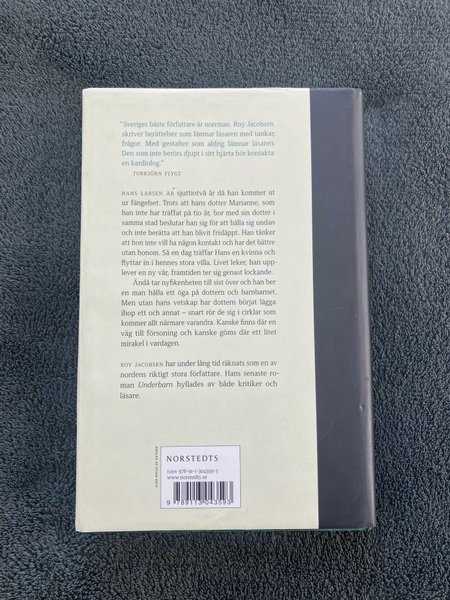 "Sveriges bäste författare är norrman. Roy Jacobsen
skriver berättelser som lämnar läsaren med tankar,
frågor. Med gestalter som aldrig lämnar läsaren.
Den som inte berörs djupt i sitt hjärta bör kontakta
en kardiolog."
TORBJÖRN FLYGT
HANS LARSEN ÄR sjuttiotvå år då han kommer ut
ur fängelset. Trots att hans dotter Marianne, som
han inte har träffat på tio år, bor med sin dotter i
samma stad beslutar han sig för att hålla sig undan
och inte berätta att han blivit frisläppt. Han tänker
att hon inte vill ha någon kontakt och har det bättre
utan honom. Så en dag träffar Hans en kvinna och
flyttar in i hennes stora villa. Livet leker, han upp-
lever en ny vår, framtiden ter sig genast lockande.
Ändå tar nyfikenheten till sist över och han ber
en man hålla ett öga på dottern och barnbarnet.
Men utan hans vetskap har dottern börjat lägga
ihop ett och annat – snart rör de sig i cirklar som
kommer allt närmare varandra. Kanske finns där en
väg till försoning och kanske göms där ett litet
mirakel i vardagen.
ROY JACOBSEN har under lång tid räknats som en av
nordens riktigt stora författare. Hans senaste ro-
man Underbarn hyllades av både kritiker och
läsare.
NORSTEDTS
ISBN 978-91-1-304359-3
www.norstedts.se
9 789113 043593